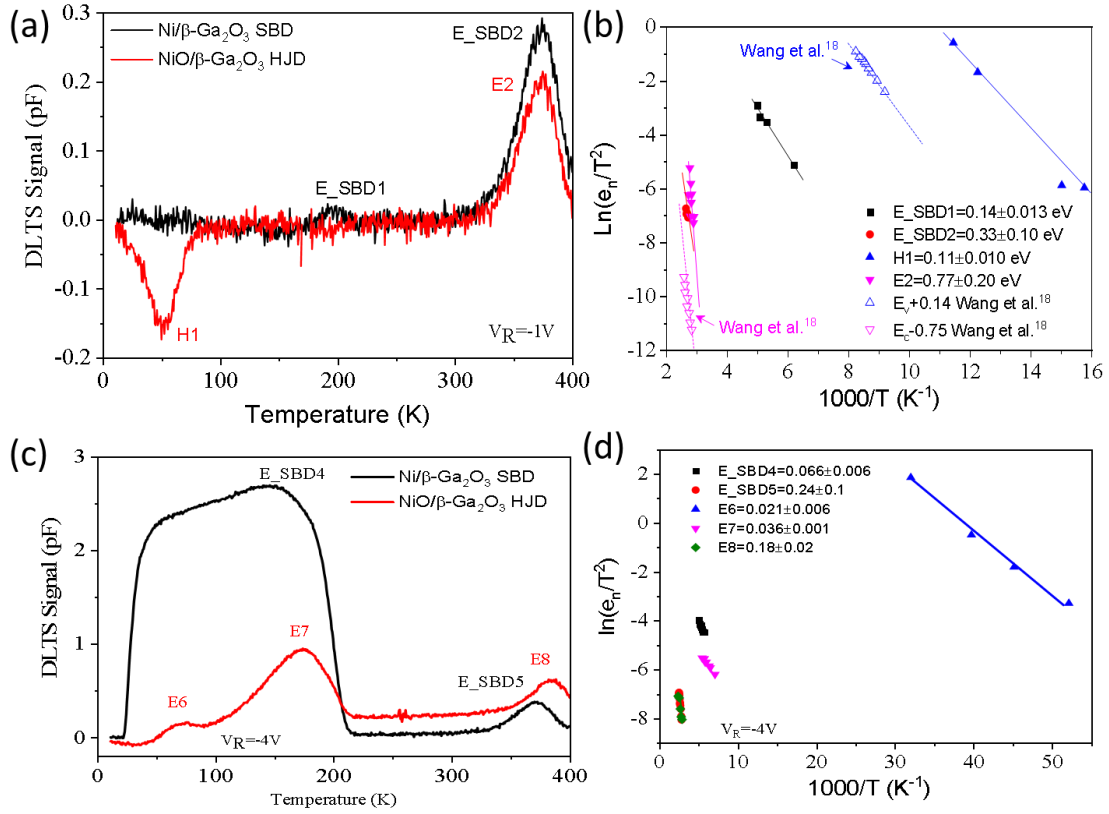 (a)
Ni/β-Ga₂O₃ SBD
NiO/β-Ga₂O₃ HJD
E_SBD2
E2
E_SBD1
H1
V_R=-1V
DLTS Signal (pF)
0.3
0.2
0.1
0.0
-0.1
-0.2
0 100 200 300 400
Temperature (K)
(b)
Wang et al.¹⁸
Wang et al.¹⁸
E_SBD1=0.14±0.013 eV
E_SBD2=0.33±0.10 eV
H1=0.11±0.010 eV
E2=0.77±0.20 eV
E_v+0.14 Wang et al.¹⁸
E_c-0.75 Wang et al.¹⁸
Ln(e_n/T²)
0
-2
-4
-6
-8
-10
-12
2 4 6 8 10 12 14 16
1000/T (K⁻¹)
(c)
E_SBD4
Ni/β-Ga₂O₃ SBD
NiO/β-Ga₂O₃ HJD
E7
E6
E_SBD5
E8
V_R=-4V
DLTS Signal (pF)
3
2
1
0
0 100 200 300 400
Temperature (K)
(d)
E_SBD4=0.066±0.006
E_SBD5=0.24±0.1
E6=0.021±0.006
E7=0.036±0.001
E8=0.18±0.02
V_R=-4V
ln(e_n/T²)
2
0
-2
-4
-6
-8
0 10 20 30 40 50
1000/T (K⁻¹)